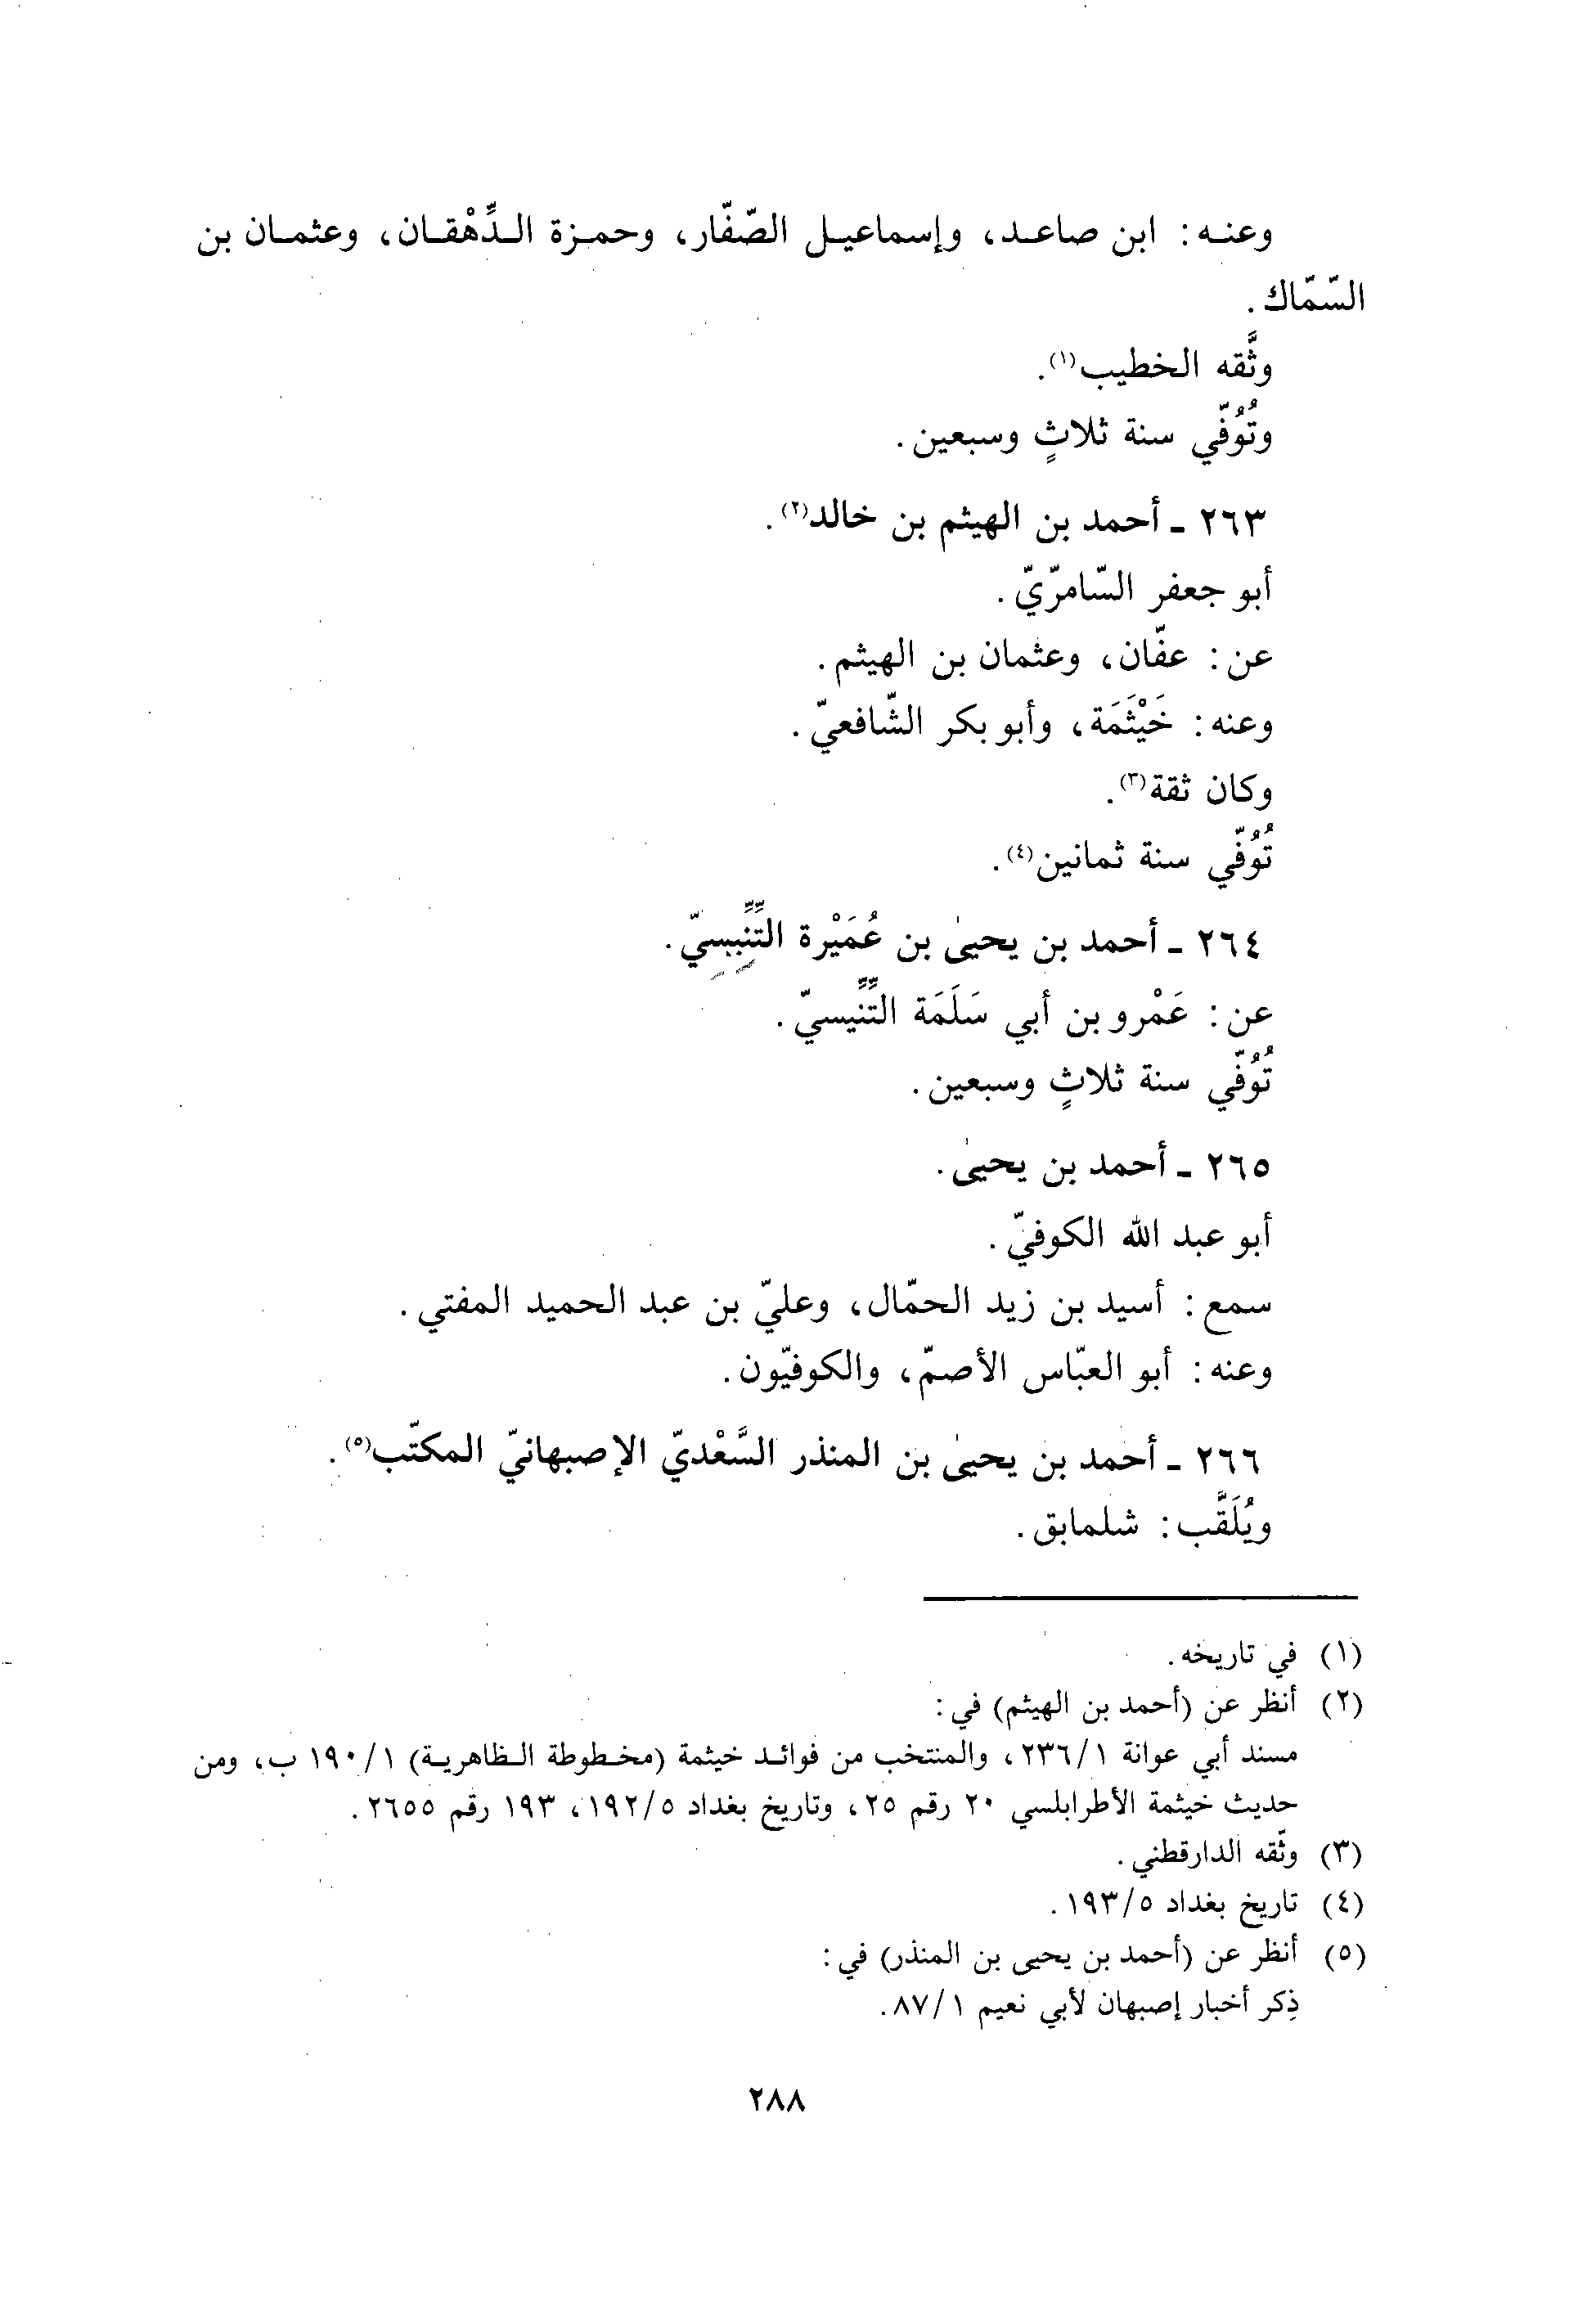 وعنه: ابن صاعد، وإسماعيل الصّفّار، وحمزة الدِّهْقان، وعثمان بن
السّمّاك.
وثَّقه الخطيب(١).
وتُوُفّي سنة ثلاثٍ وسبعين.
٢٦٣ ـ أحمد بن الهيثم بن خالد(٢).
أبو جعفر السّامرّيّ.
عن: عفّان، وعثمان بن الهيثم.
وعنه: خَيْثَمَة، وأبو بكر الشّافعيّ.
وكان ثقة(٣).
تُوُفّي سنة ثمانين(٤).
٢٦٤ ـ أحمد بن يحيىٰ بن عُمَيْرة التِّنِّيسِيّ.
عن: عَمْرو بن أبي سَلَمَة التِّنِّيسيّ.
تُوُفّي سنة ثلاثٍ وسبعين.
٢٦٥ ـ أحمد بن يحيىٰ.
أبو عبد الله الكوفيّ.
سمع: أسيد بن زيد الحمّال، وعليّ بن عبد الحميد المفتي.
وعنه: أبو العبّاس الأصمّ، والكوفيّون.
٢٦٦ ـ أحمد بن يحيىٰ بن المنذر السَّعْديّ الإصبهانيّ المكتّب(٥).
ويُلَقَّب: شلمابق.
(١) في تاريخه.
(٢) أنظر عن (أحمد بن الهيثم) في:
مسند أبي عوانة ٢٣٦/١، والمنتخب من فوائد خيثمة (مخطوطة الظاهرية) ١٩٠/١ ب، ومن
حديث خيثمة الأطرابلسي ٢٠ رقم ٢٥، وتاريخ بغداد ١٩٢/٥، ١٩٣ رقم ٢٦٥٥.
(٣) وثّقه الدارقطني.
(٤) تاريخ بغداد ١٩٣/٥.
(٥) أنظر عن (أحمد بن يحيى بن المنذر) في:
ذِكر أخبار إصبهان لأبي نعيم ٨٧/١.
٢٨٨